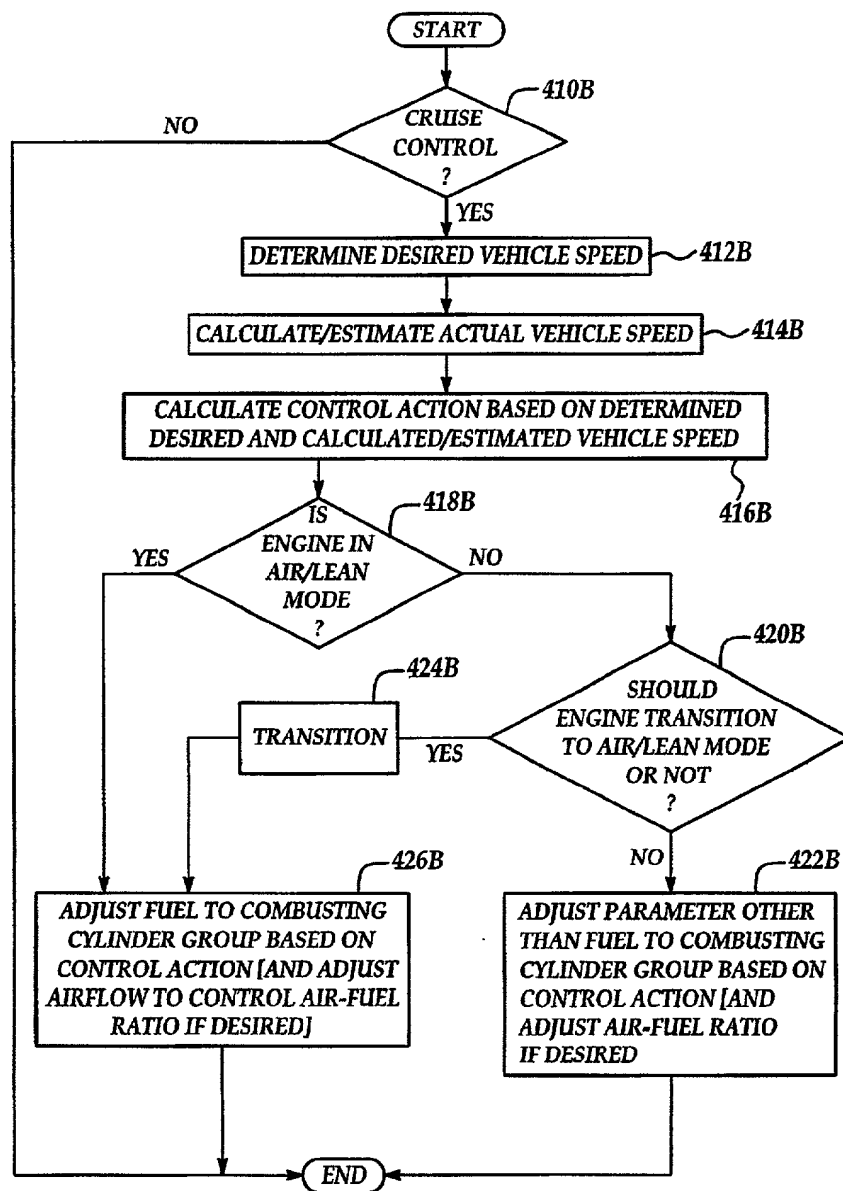 START
410B
CRUISE
CONTROL
?
NO
YES
DETERMINE DESIRED VEHICLE SPEED
412B
CALCULATE/ESTIMATE ACTUAL VEHICLE SPEED
414B
CALCULATE CONTROL ACTION BASED ON DETERMINED
DESIRED AND CALCULATED/ESTIMATED VEHICLE SPEED
416B
418B
IS
ENGINE IN
AIR/LEAN
MODE
?
YES
NO
420B
SHOULD
ENGINE TRANSITION
TO AIR/LEAN MODE
OR NOT
?
424B
TRANSITION
YES
NO
426B
ADJUST FUEL TO COMBUSTING
CYLINDER GROUP BASED ON
CONTROL ACTION [AND ADJUST
AIRFLOW TO CONTROL AIR-FUEL
RATIO IF DESIRED]
422B
ADJUST PARAMETER OTHER
THAN FUEL TO COMBUSTING
CYLINDER GROUP BASED ON
CONTROL ACTION [AND
ADJUST AIR-FUEL RATIO
IF DESIRED
END